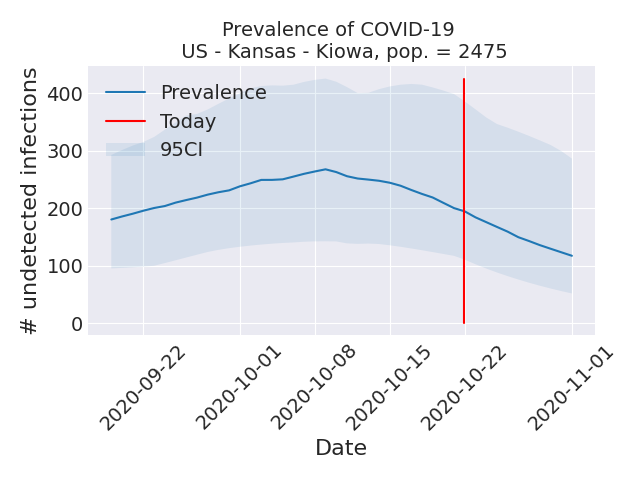 Prevalence of COVID-19
US - Kansas - Kiowa, pop. = 2475
# undetected infections
400
300
200
100
0
Prevalence
Today
95CI
2020-09-22
2020-10-01
2020-10-08
2020-10-15
2020-10-22
2020-11-01
Date